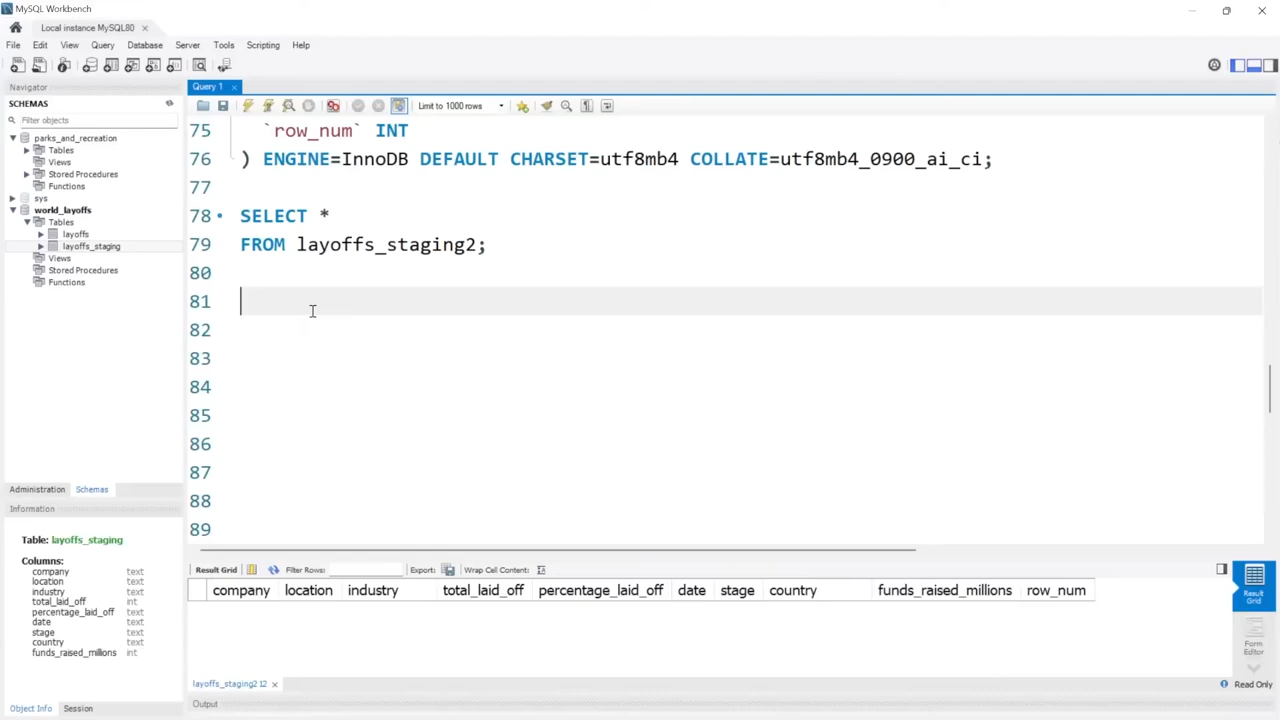 MySQL Workbench
Local instance MySQL80
File Edit View Query Database Server Tools Scripting Help
Navigator
SCHEMAS
Filter objects
parks_and_recreation
Tables
Views
Stored Procedures
Functions
sys
world_layoffs
Tables
layoffs
layoffs_staging
Views
Stored Procedures
Functions
Administration Schemas
Information
Table: layoffs_staging
Columns:
company text
location text
industry text
total_laid_off int
percentage_laid_off text
date text
stage text
country text
funds_raised_millions int
Object Info Session
Query 1
Limit to 1000 rows
75 `row_num` INT
76 ) ENGINE=InnoDB DEFAULT CHARSET=utf8mb4 COLLATE=utf8mb4_0900_ai_ci;
77
78 SELECT *
79 FROM layoffs_staging2;
80
81
82
83
84
85
86
87
88
89
Result Grid Filter Rows: Export: Wrap Cell Content:
company location industry total_laid_off percentage_laid_off date stage country funds_raised_millions row_num
Result Grid
Form Editor
layoffs_staging2 12
Read Only
Output